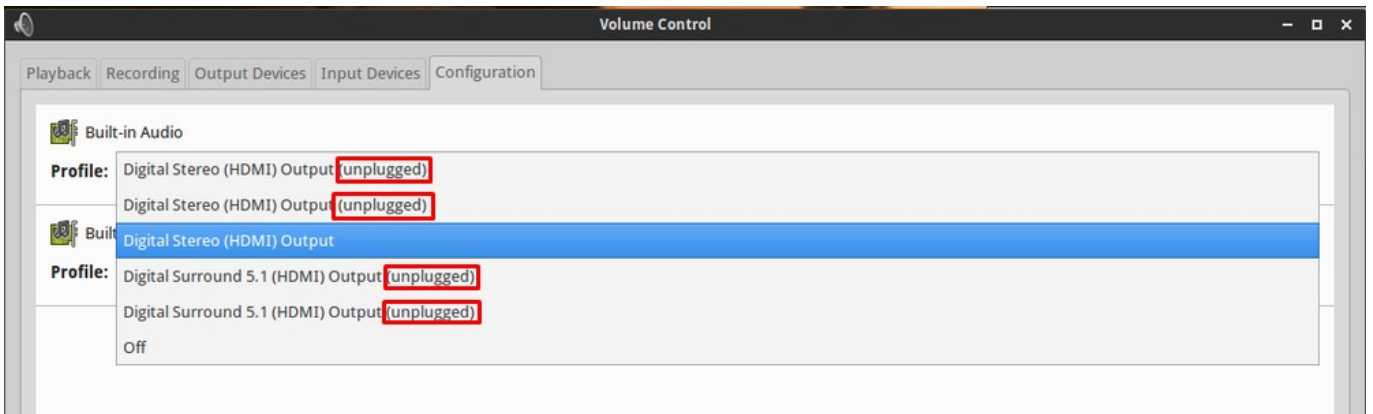 Volume Control
Playback Recording Output Devices Input Devices Configuration
Built-in Audio
Profile: Digital Stereo (HDMI) Output (unplugged)
Digital Stereo (HDMI) Output (unplugged)
Built
Digital Stereo (HDMI) Output
Profile: Digital Surround 5.1 (HDMI) Output (unplugged)
Digital Surround 5.1 (HDMI) Output (unplugged)
Off